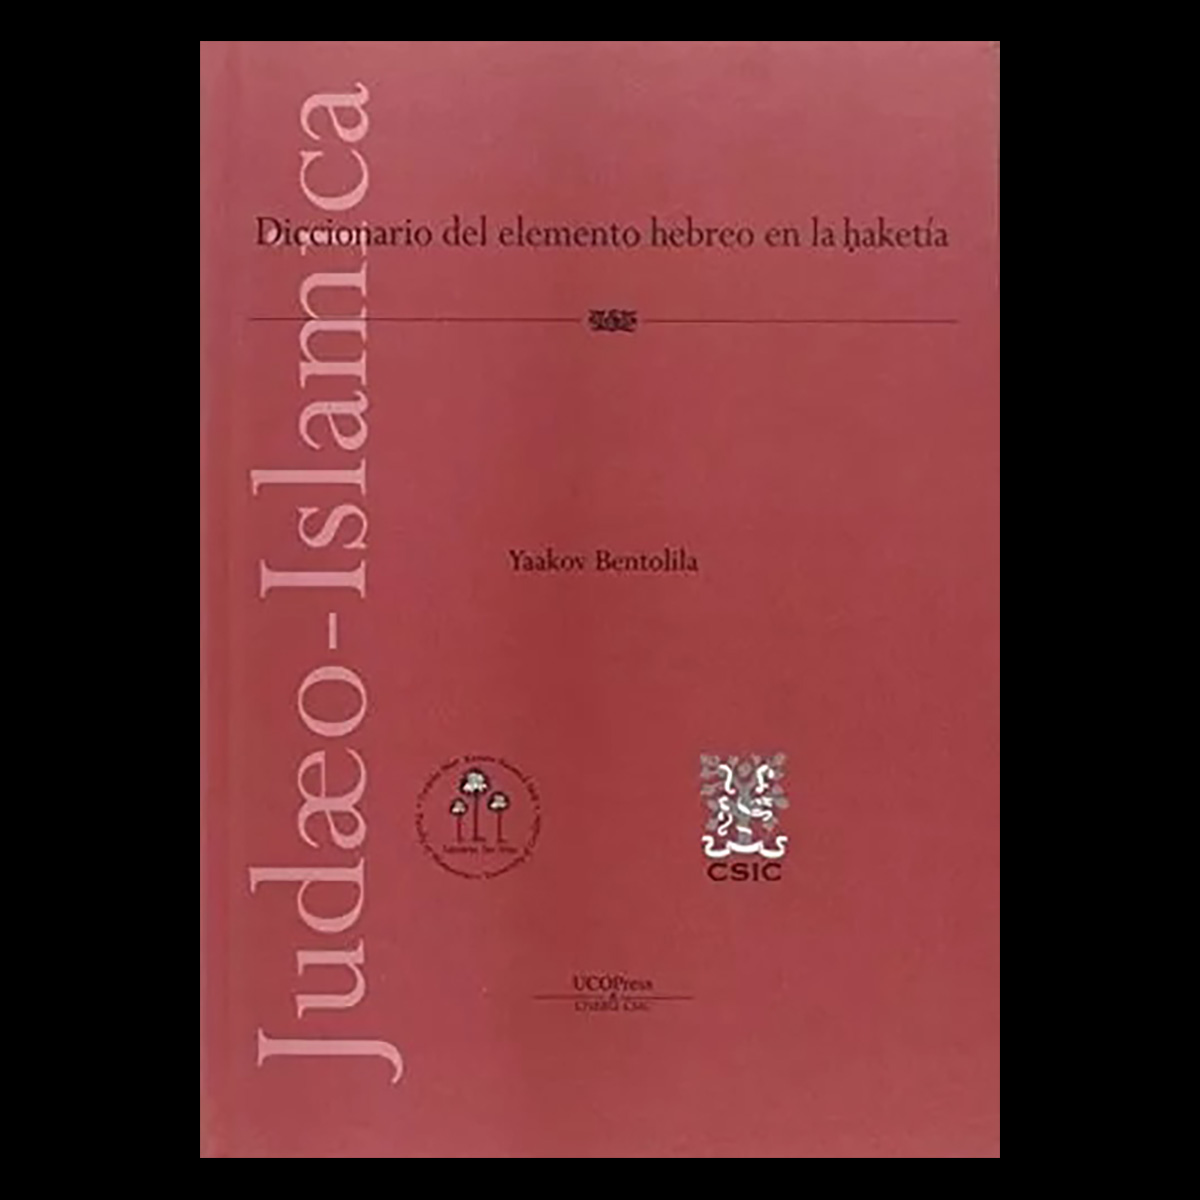 Judæo-Islamica
Diccionario del elemento hebreo en la ḥaketía
Yaakov Bentolila
CSIC
UCOPress